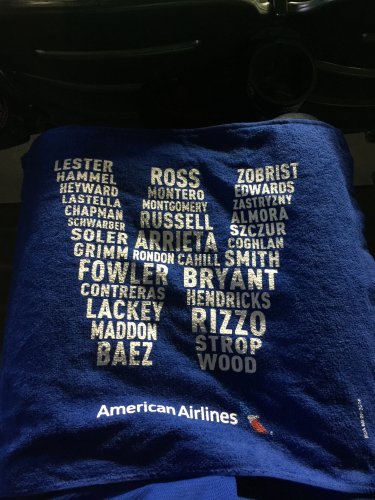 LESTER ROSS ZOBRIST
HAMMEL MONTERO EDWARDS
HEYWARD MONTGOMERY ZASTRYZNY
LASTELLA RUSSELL ALMORA
CHAPMAN ARRIETA SZCZUR
SCHWARBER RONDON CAHILL COGHLAN
SOLER SMITH
GRIMM BRYANT
FOWLER HENDRICKS
CONTRERAS RIZZO
LACKEY STROP
MADDON WOOD
BAEZ
American Airlines